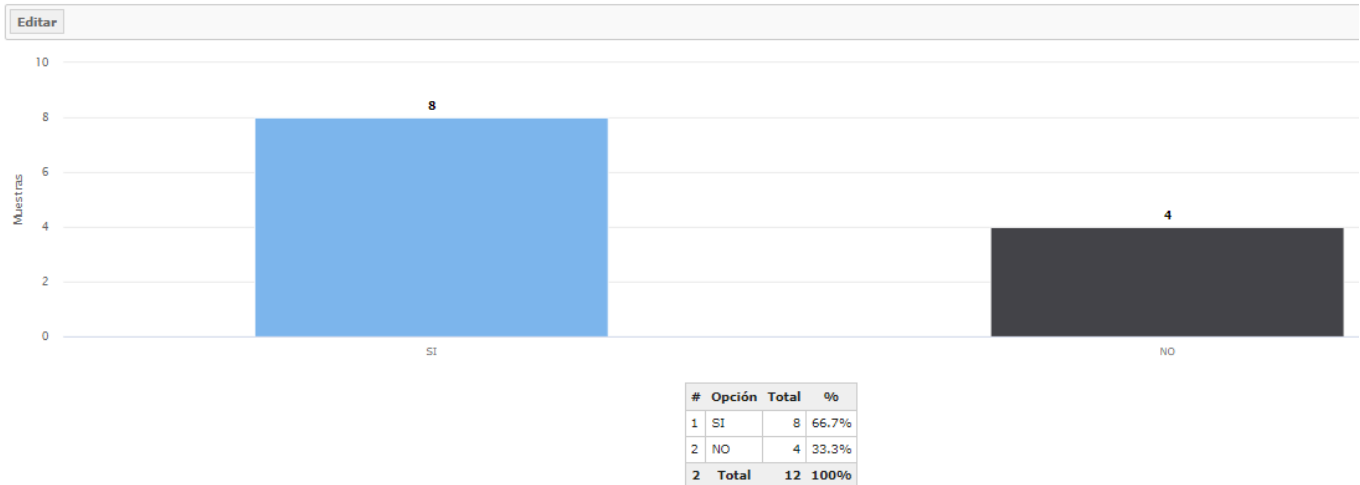 Editar
10
8
8
6
Muestras
4
4
2
0
SI NO
# Opción Total %
1 SI 8 66.7%
2 NO 4 33.3%
2 Total 12 100%